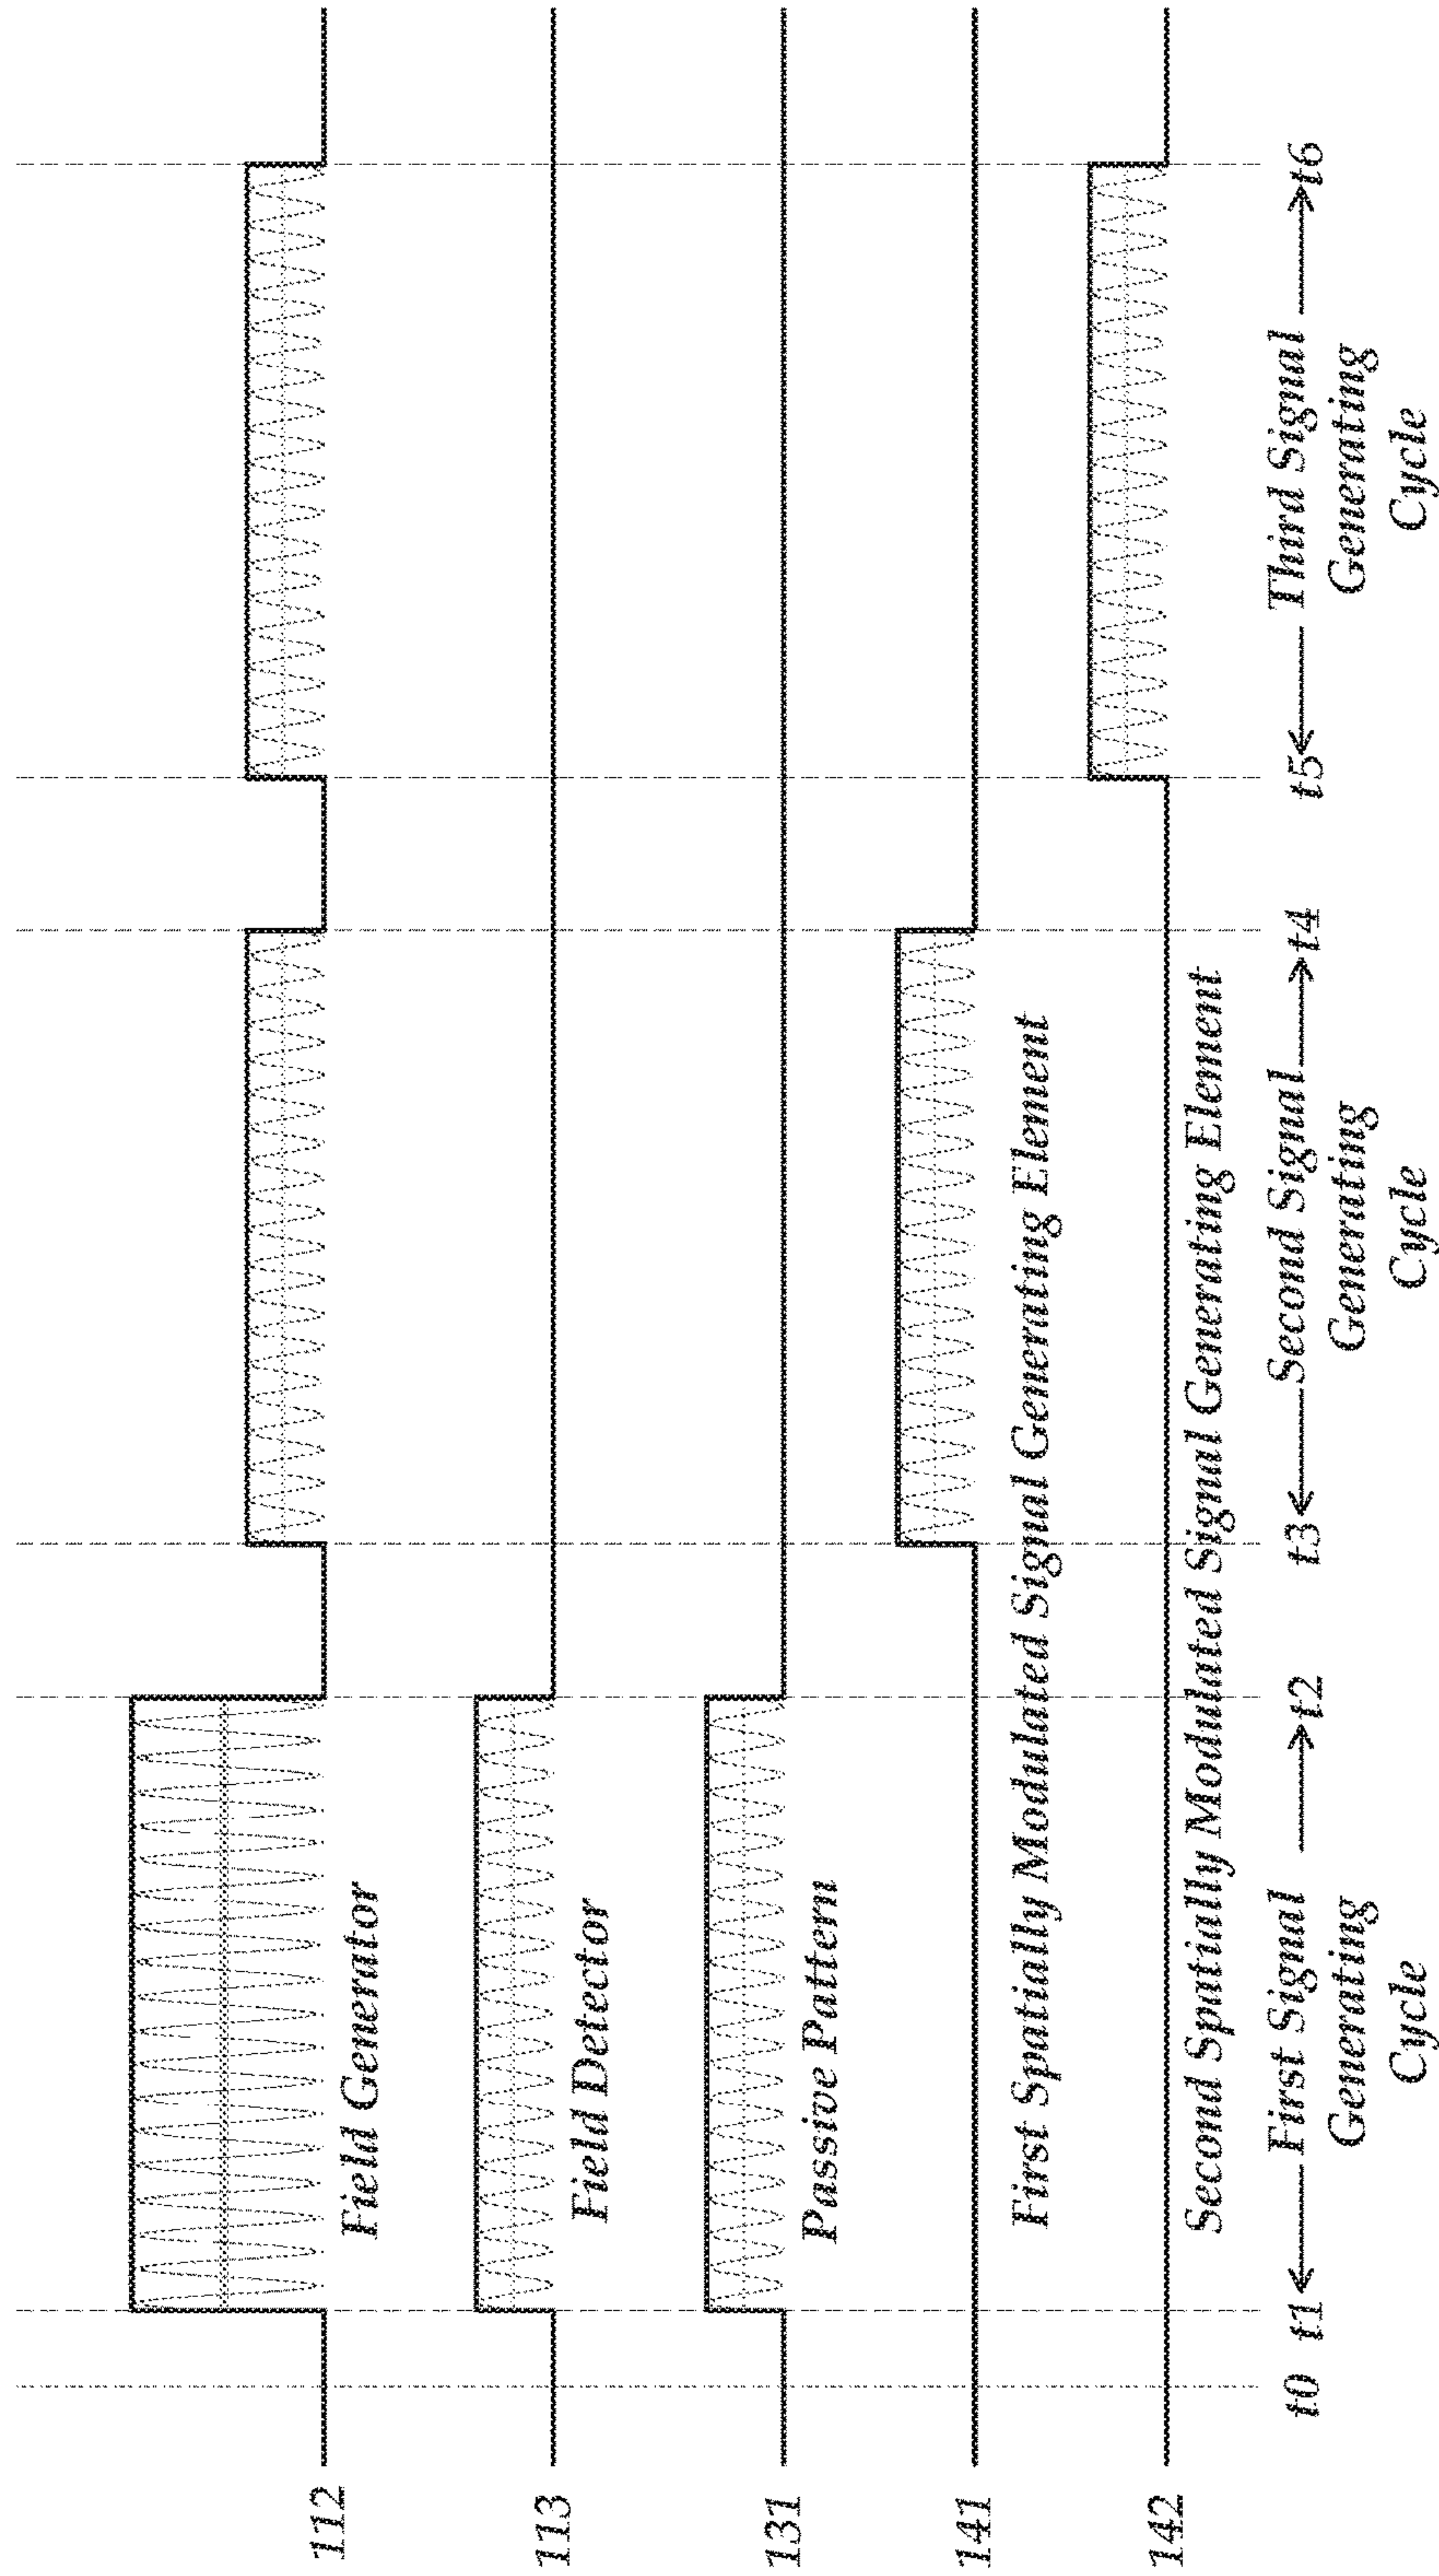 112
Field Generator
113
Field Detector
131
Passive Pattern
141
First Spatially Modulated Signal Generating Element
142
Second Spatially Modulated Signal Generating Element
t0 t1 First Signal t2 t3 Second Signal t4 t5 Third Signal t6
Generating Generating Generating
Cycle Cycle Cycle